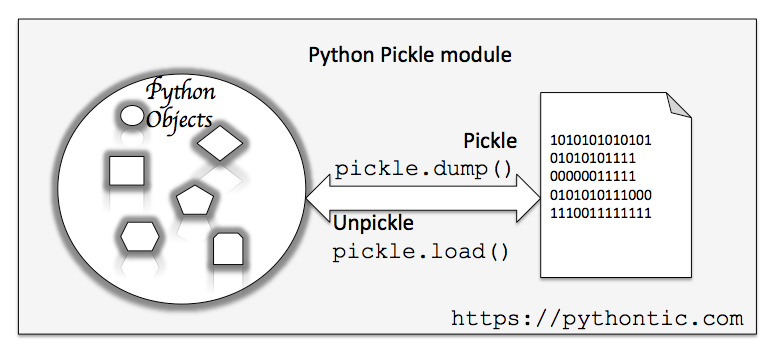 Python Pickle module
Python
Objects
Pickle
pickle.dump()
Unpickle
pickle.load()
1010101010101
01010101111
00000011111
0101010111000
1110011111111
https://pythontic.com